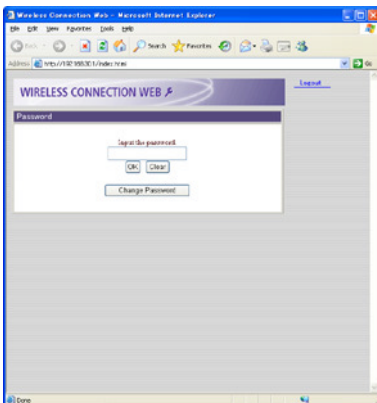 Wireless Connection Web - Microsoft Internet Explorer
File Edit View Favorites Tools Help
Search Favorites
Address Go
WIRELESS CONNECTION WEB
Logout
Password
Input the password.
OK Clear
Change Password
Done